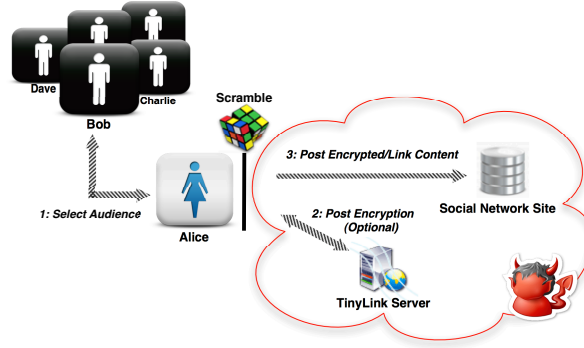 Dave
Charlie
Bob
Scramble
3: Post Encrypted/Link Content
1: Select Audience
Alice
Social Network Site
2: Post Encryption
(Optional)
TinyLink Server